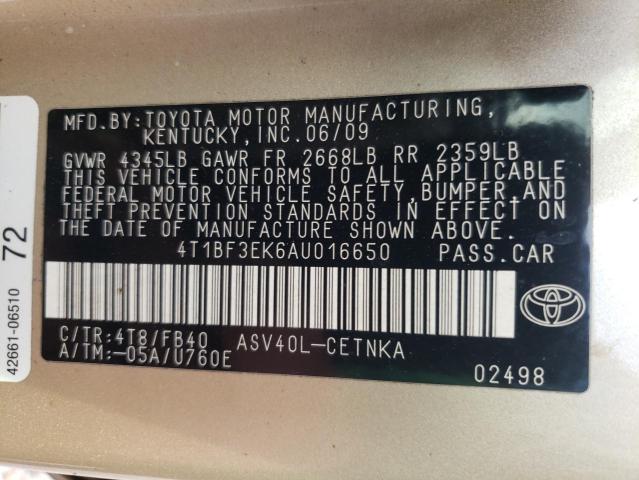 MFD.BY:TOYOTA MOTOR MANUFACTURING,
KENTUCKY,INC.06/09
GVWR 4345LB GAWR FR 2668LB RR 2359LB
THIS VEHICLE CONFORMS TO ALL APPLICABLE
FEDERAL MOTOR VEHICLE SAFETY,BUMPER,AND
THEFT PREVENTION STANDARDS IN EFFECT ON
THE DATE OF MANUFACTURE SHOWN ABOVE.
4T1BF3EK6AU016650 PASS.CAR
C/TR:4T8/FB40 ASV40L-CETNKA
A/TM:-05A/U760E
02498
72
42661-06510